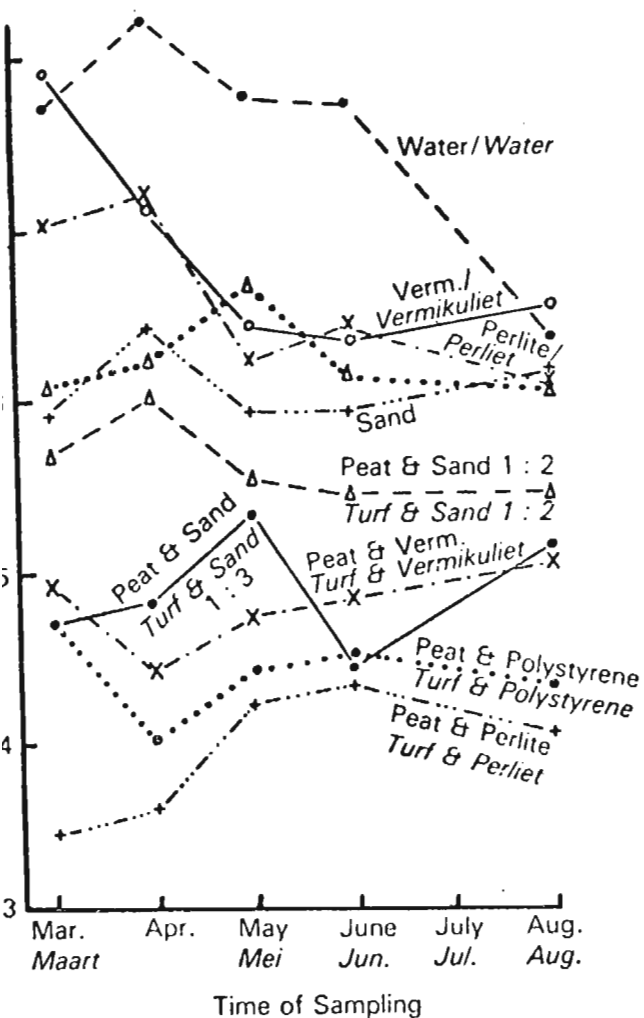 Water/Water
Verm./
Vermikuliet
Perlite/
Perliet
Sand
Peat & Sand 1 : 2
Turf & Sand 1 : 2
Peat & Sand
Turf & Sand
1 : 3
Peat & Verm.
Turf & Vermikuliet
5
Peat & Polystyrene
Turf & Polystyrene
Peat & Perlite
Turf & Perliet
4
3
Mar. Apr. May June July Aug.
Maart Mei Jun. Jul. Aug.
Time of Sampling